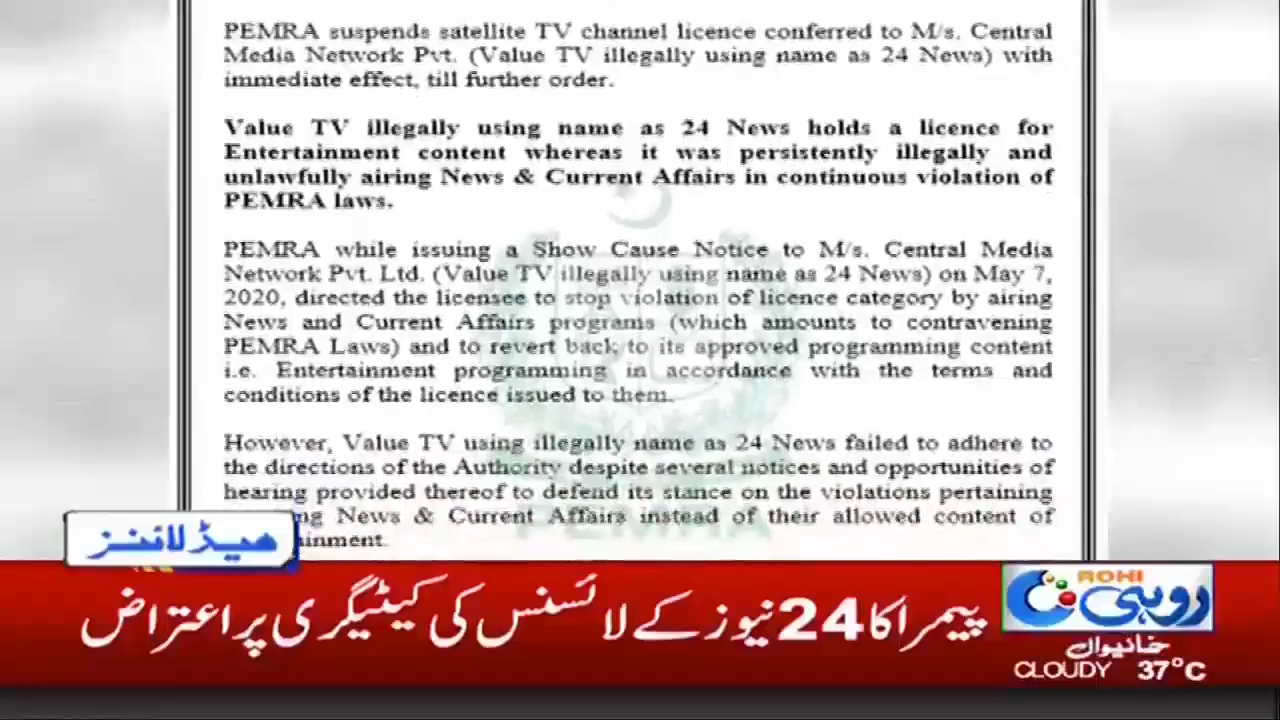 PEMRA suspends satellite TV channel licence conferred to M/s. Central
Media Network Pvt. (Value TV illegally using name as 24 News) with
immediate effect, till further order.
Value TV illegally using name as 24 News holds a licence for
Entertainment content whereas it was persistently illegally and
unlawfully airing News & Current Affairs in continuous violation of
PEMRA laws.
PEMRA while issuing a Show Cause Notice to M/s. Central Media
Network Pvt. Ltd. (Value TV illegally using name as 24 News) on May 7,
2020, directed the licensee to stop violation of licence category by airing
News and Current Affairs programs (which amounts to contravening
PEMRA Laws) and to revert back to its approved programming content
i.e. Entertainment programming in accordance with the terms and
conditions of the licence issued to them.
However, Value TV using illegally name as 24 News failed to adhere to
the directions of the Authority despite several notices and opportunities of
hearing provided thereof to defend its stance on the violations pertaining
ng News & Current Affairs instead of their allowed content of
ainment.
PEMRA
ہیڈ لائنز
پیمرا کا 24 نیوز کے لائسنس کی کیٹیگری پر اعتراض
ROHI
روہی
خانیوال
CLOUDY 37°C